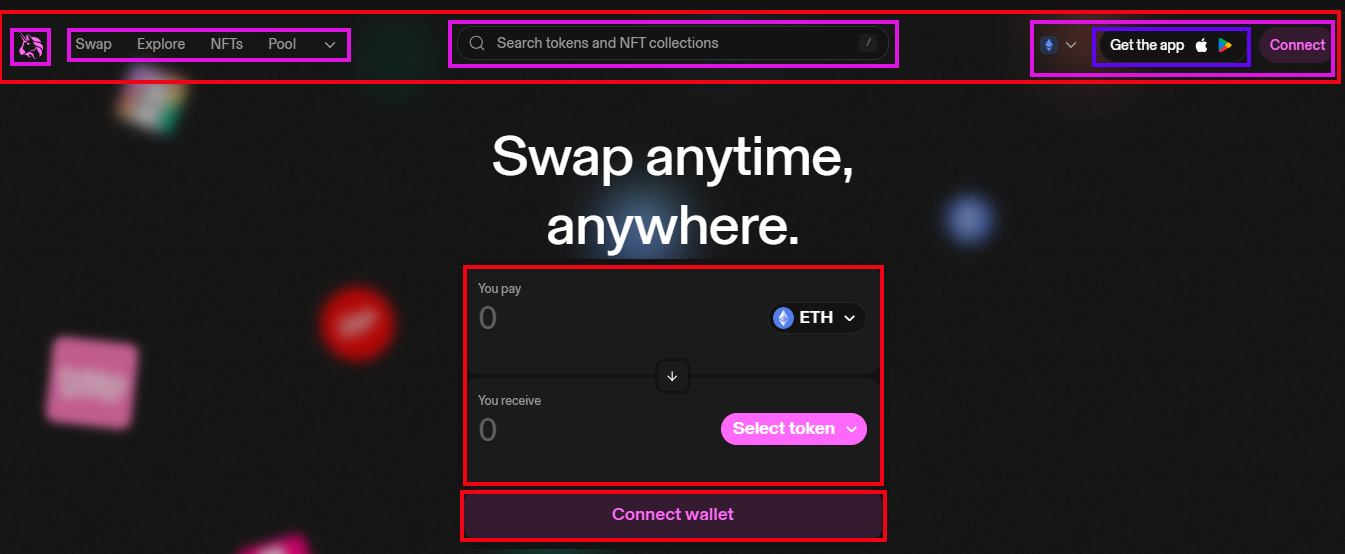 Swap Explore NFTs Pool
Search tokens and NFT collections /
Get the app
Connect
Swap anytime,
anywhere.
You pay
0
ETH
You receive
0
Select token
Connect wallet